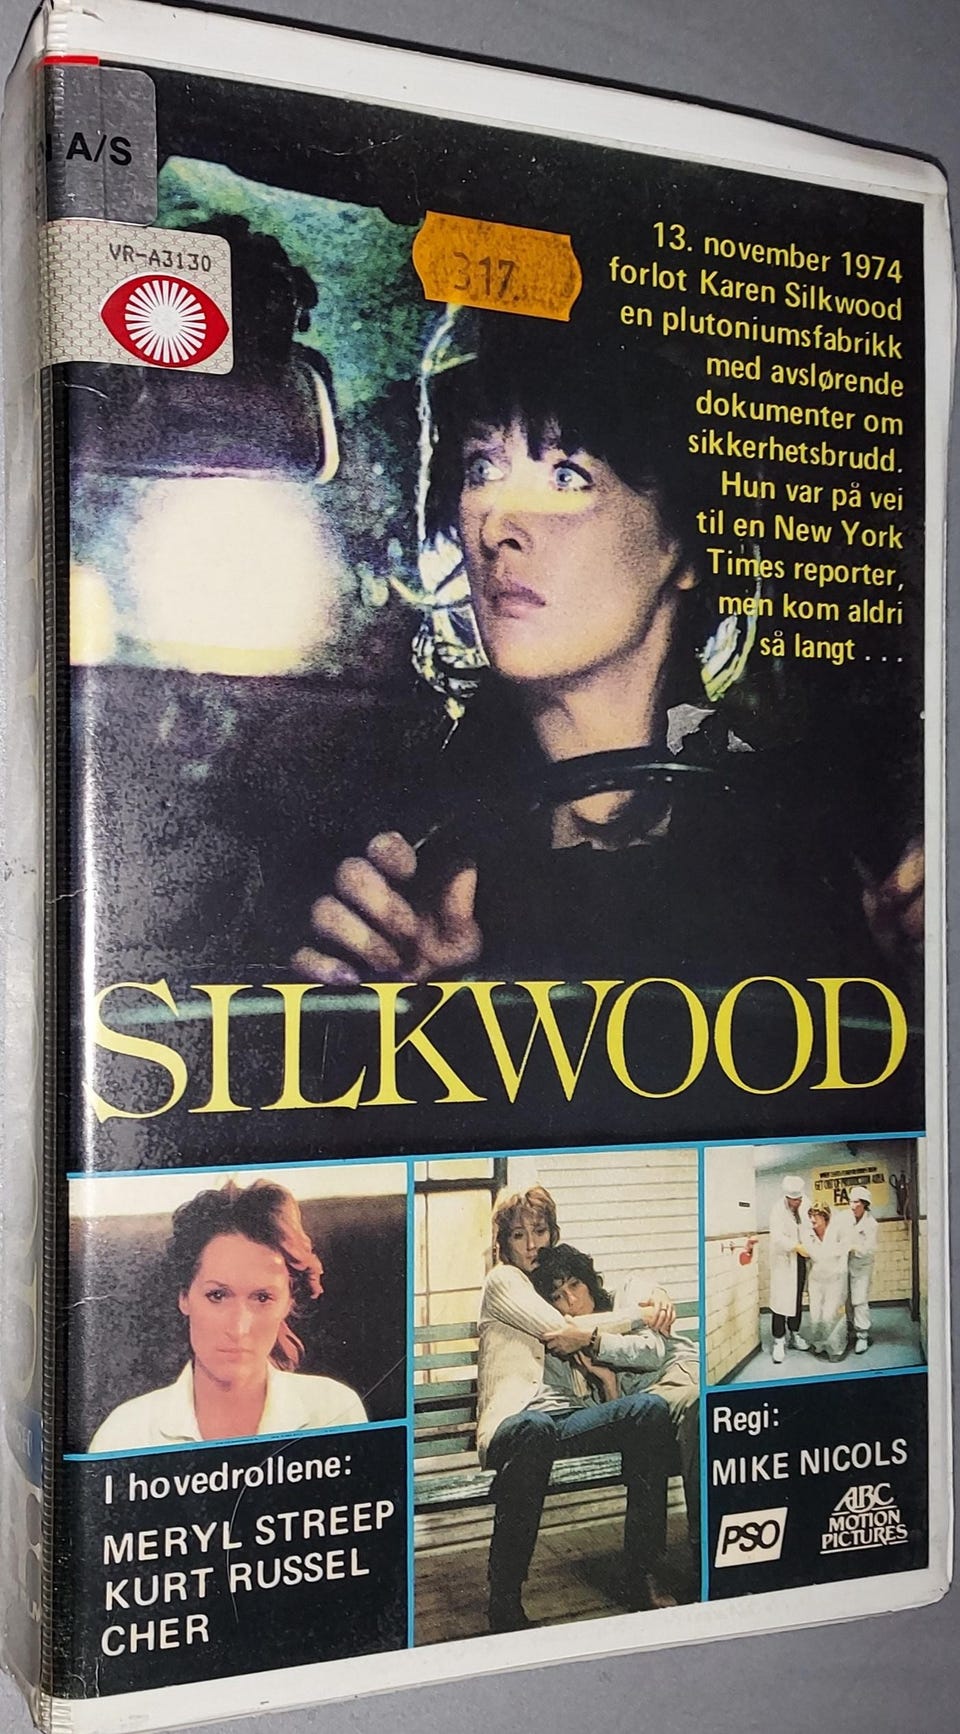 A/S
VR-A3130
317.
13. november 1974
forlot Karen Silkwood
en plutoniumsfabrikk
med avslørende
dokumenter om
sikkerhetsbrudd.
Hun var på vei
til en New York
Times reporter,
men kom aldri
så langt . . .
SILKWOOD
I hovedrollene:
MERYL STREEP
KURT RUSSEL
CHER
Regi:
MIKE NICOLS
PSO
ABC
MOTION
PICTURES